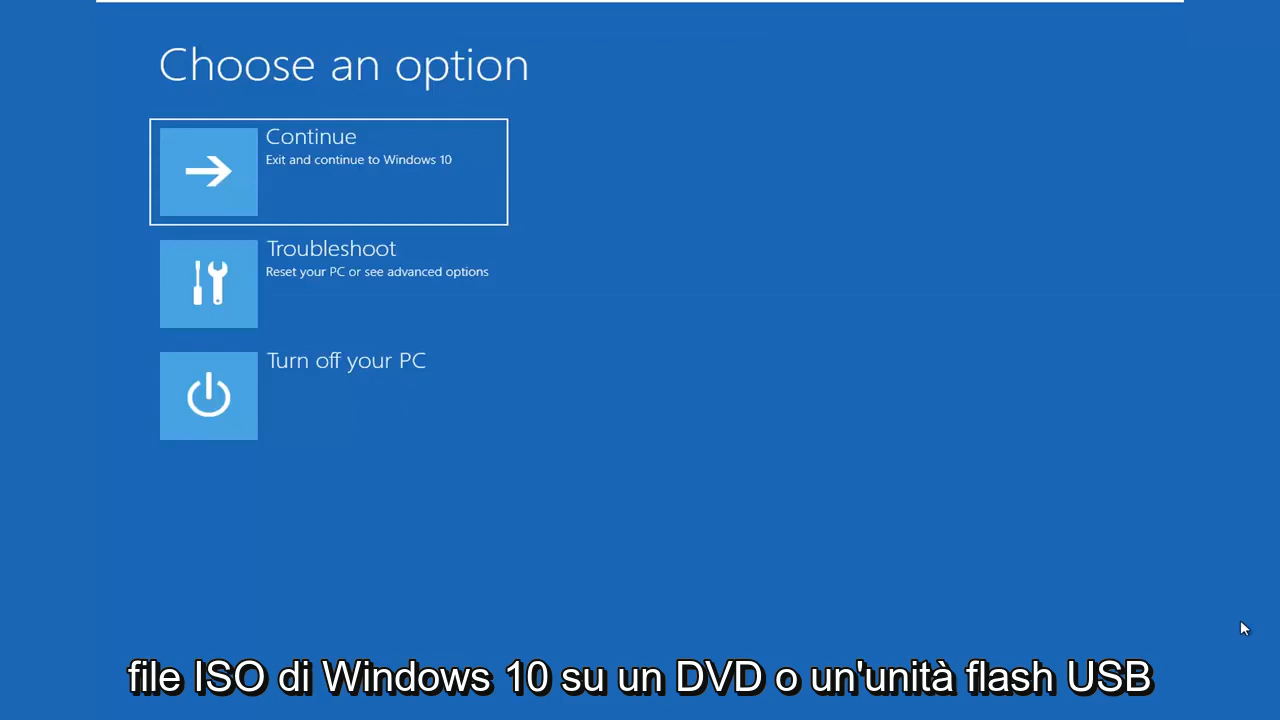 Choose an option
Continue
Exit and continue to Windows 10
Troubleshoot
Reset your PC or see advanced options
Turn off your PC
file ISO di Windows 10 su un DVD o un'unità flash USB